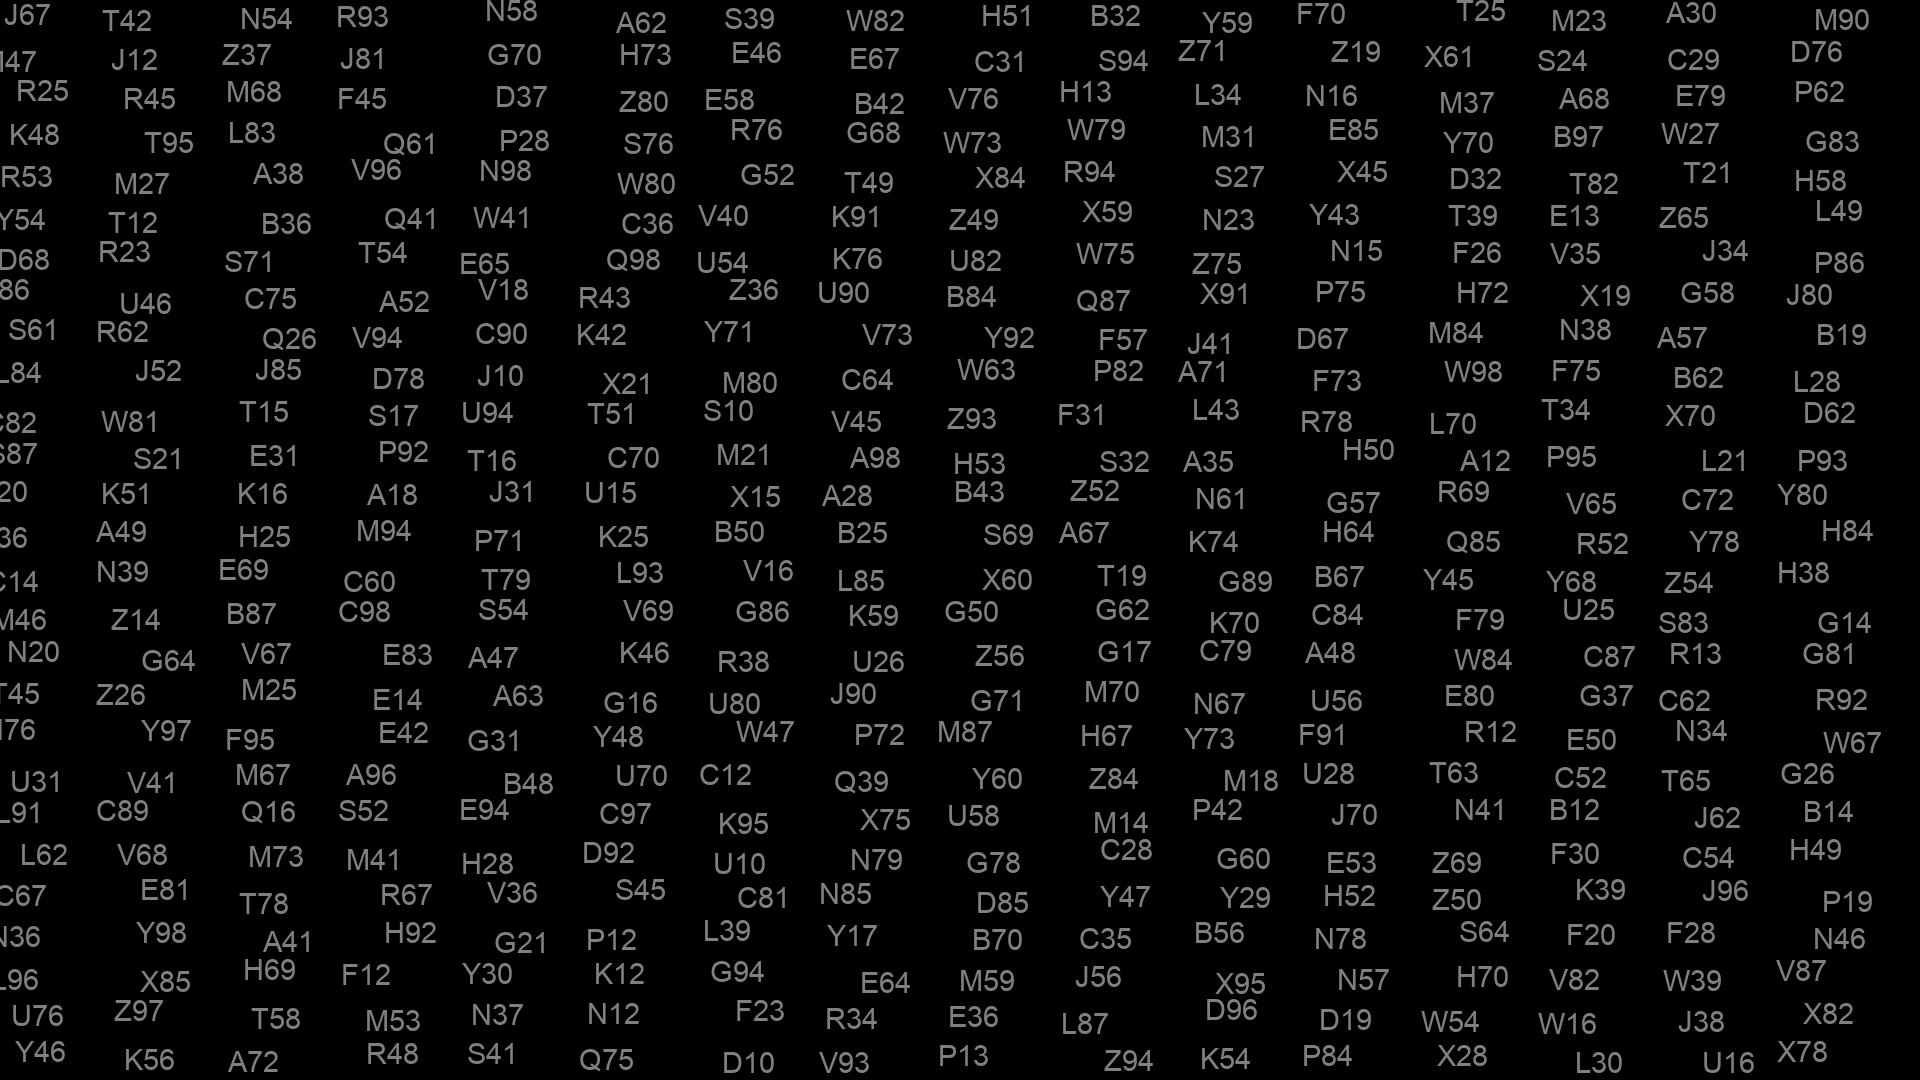 J67 T42 N54 R93 N58 A62 S39 W82 H51 B32 Y59 F70 T25 M23 A30 M90
J12 Z37 J81 G70 H73 E46 E67 C31 S94 Z71 Z19 X61 S24 C29 D76
R25 R45 M68 F45 D37 Z80 E58 B42 V76 H13 L34 N16 M37 A68 E79 P62
K48 T95 L83 Q61 P28 S76 R76 G68 W73 W79 M31 E85 Y70 B97 W27 G83
R53 M27 A38 V96 N98 W80 G52 T49 X84 R94 S27 X45 D32 T82 T21 H58
Y54 T12 B36 Q41 W41 C36 V40 K91 Z49 X59 N23 Y43 T39 E13 Z65 L49
D68 R23 S71 T54 E65 Q98 U54 K76 U82 W75 Z75 N15 F26 V35 J34 P86
86 U46 C75 A52 V18 R43 Z36 U90 B84 Q87 X91 P75 H72 X19 G58 J80
S61 R62 Q26 V94 C90 K42 Y71 V73 Y92 F57 J41 D67 M84 N38 A57 B19
L84 J52 J85 D78 J10 X21 M80 C64 W63 P82 A71 F73 W98 F75 B62 L28
C82 W81 T15 S17 U94 T51 S10 V45 Z93 F31 L43 R78 L70 T34 X70 D62
S87 S21 E31 P92 T16 C70 M21 A98 H53 S32 A35 H50 A12 P95 L21 P93
20 K51 K16 A18 J31 U15 X15 A28 B43 Z52 N61 G57 R69 V65 C72 Y80
36 A49 H25 M94 P71 K25 B50 B25 S69 A67 K74 H64 Q85 R52 Y78 H84
C14 N39 E69 C60 T79 L93 V16 L85 X60 T19 G89 B67 Y45 Y68 Z54 H38
M46 Z14 B87 C98 S54 V69 G86 K59 G50 G62 K70 C84 F79 U25 S83 G14
N20 G64 V67 E83 A47 K46 R38 U26 Z56 G17 C79 A48 W84 C87 R13 G81
T45 Z26 M25 E14 A63 G16 U80 J90 G71 M70 N67 U56 E80 G37 C62 R92
76 Y97 F95 E42 G31 Y48 W47 P72 M87 H67 Y73 F91 R12 E50 N34 W67
U31 V41 M67 A96 B48 U70 C12 Q39 Y60 Z84 M18 U28 T63 C52 T65 G26
L91 C89 Q16 S52 E94 C97 K95 X75 U58 M14 P42 J70 N41 B12 J62 B14
L62 V68 M73 M41 H28 D92 U10 N79 G78 C28 G60 E53 Z69 F30 C54 H49
C67 E81 T78 R67 V36 S45 C81 N85 D85 Y47 Y29 H52 Z50 K39 J96 P19
N36 Y98 A41 H92 G21 P12 L39 Y17 B70 C35 B56 N78 S64 F20 F28 N46
L96 X85 H69 F12 Y30 K12 G94 E64 M59 J56 X95 N57 H70 V82 W39 V87
U76 Z97 T58 M53 N37 N12 F23 R34 E36 L87 D96 D19 W54 W16 J38 X82
Y46 K56 A72 R48 S41 Q75 D10 V93 P13 Z94 K54 P84 X28 L30 U16 X78